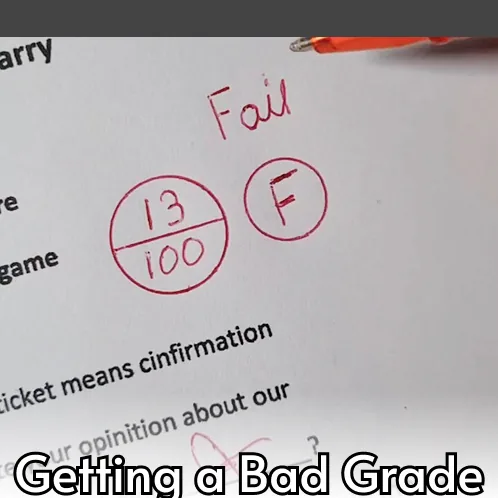 arry
Fail
re
13
F
game
100
ticket means cinfirmation
ur opinition about our
?
Getting a Bad Grade